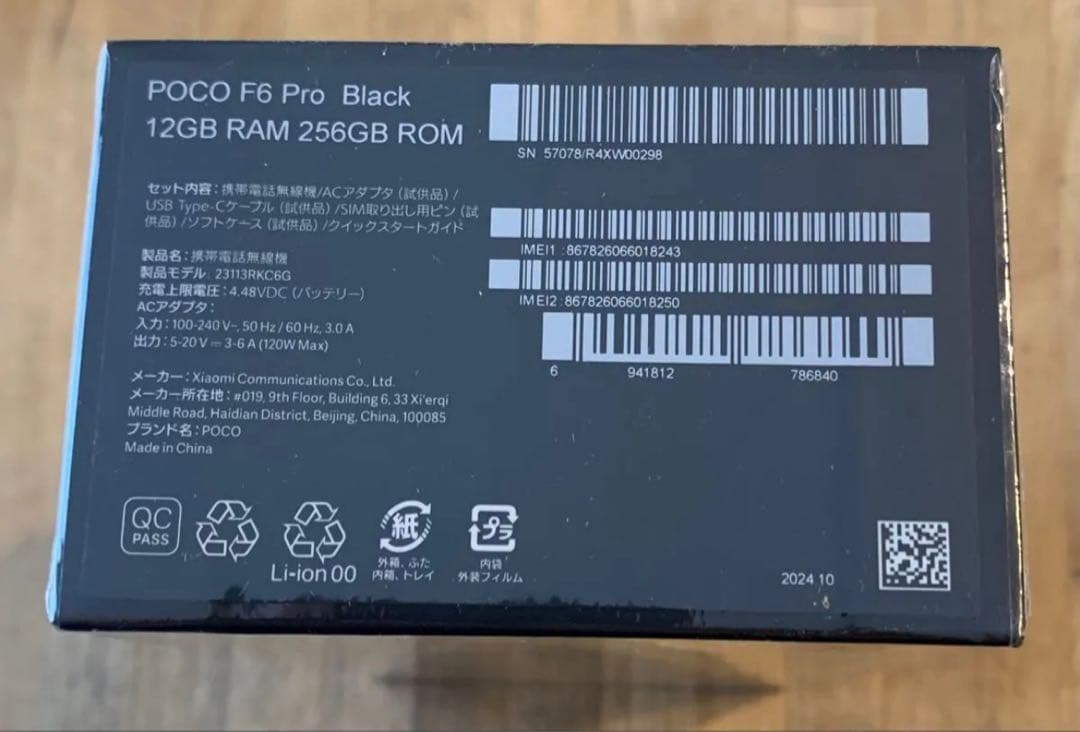 POCO F6 Pro Black
12GB RAM 256GB ROM
SN 57078/R4XW00298
セット内容：携帯電話無線機/ACアダプタ（試供品）/
USB Type-Cケーブル（試供品）/SIM取り出し用ピン（試
供品）/ソフトケース（試供品）/クイックスタートガイド
IMEI1 :867826066018243
IMEI2 :867826066018250
製品名：携帯電話無線機
製品モデル：23113RKC6G
充電上限電圧：4.48VDC（バッテリー）
ACアダプタ：
入力：100-240 V~, 50 Hz / 60 Hz, 3.0 A
出力：5-20 V⎓3-6 A (120W Max)
6 941812 786840
メーカー：Xiaomi Communications Co., Ltd.
メーカー所在地：#019, 9th Floor, Building 6, 33 Xi'erqi
Middle Road, Haidian District, Beijing, China, 100085
ブランド名：POCO
Made in China
QC
PASS
Li-ion 00
紙
外箱、ふた
内箱、トレイ
プラ
内袋
外装フィルム
2024 10